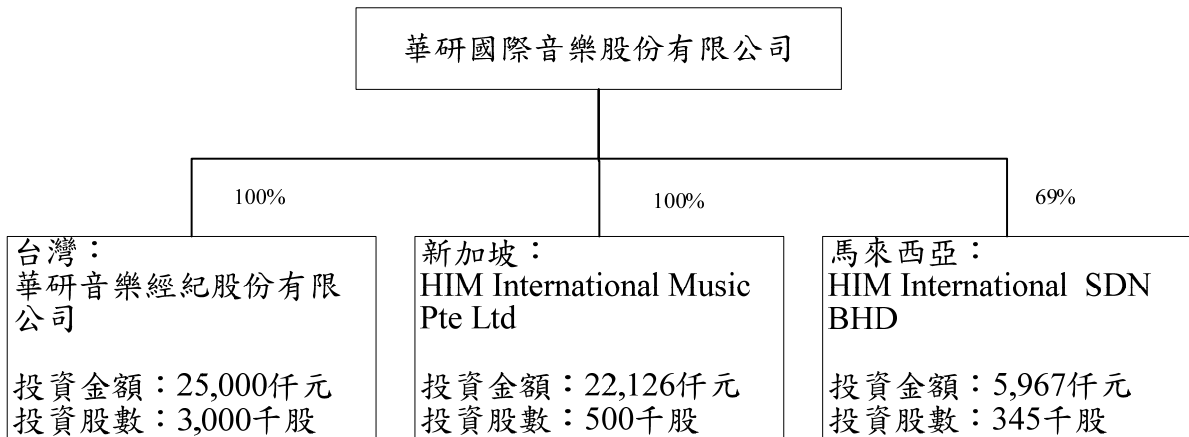 華研國際音樂股份有限公司
100%
100%
69%
台灣：
華研音樂經紀股份有限
公司
投資金額：25,000仟元
投資股數：3,000千股
新加坡：
HIM International Music
Pte Ltd
投資金額：22,126仟元
投資股數：500千股
馬來西亞：
HIM International SDN
BHD
投資金額：5,967仟元
投資股數：345千股